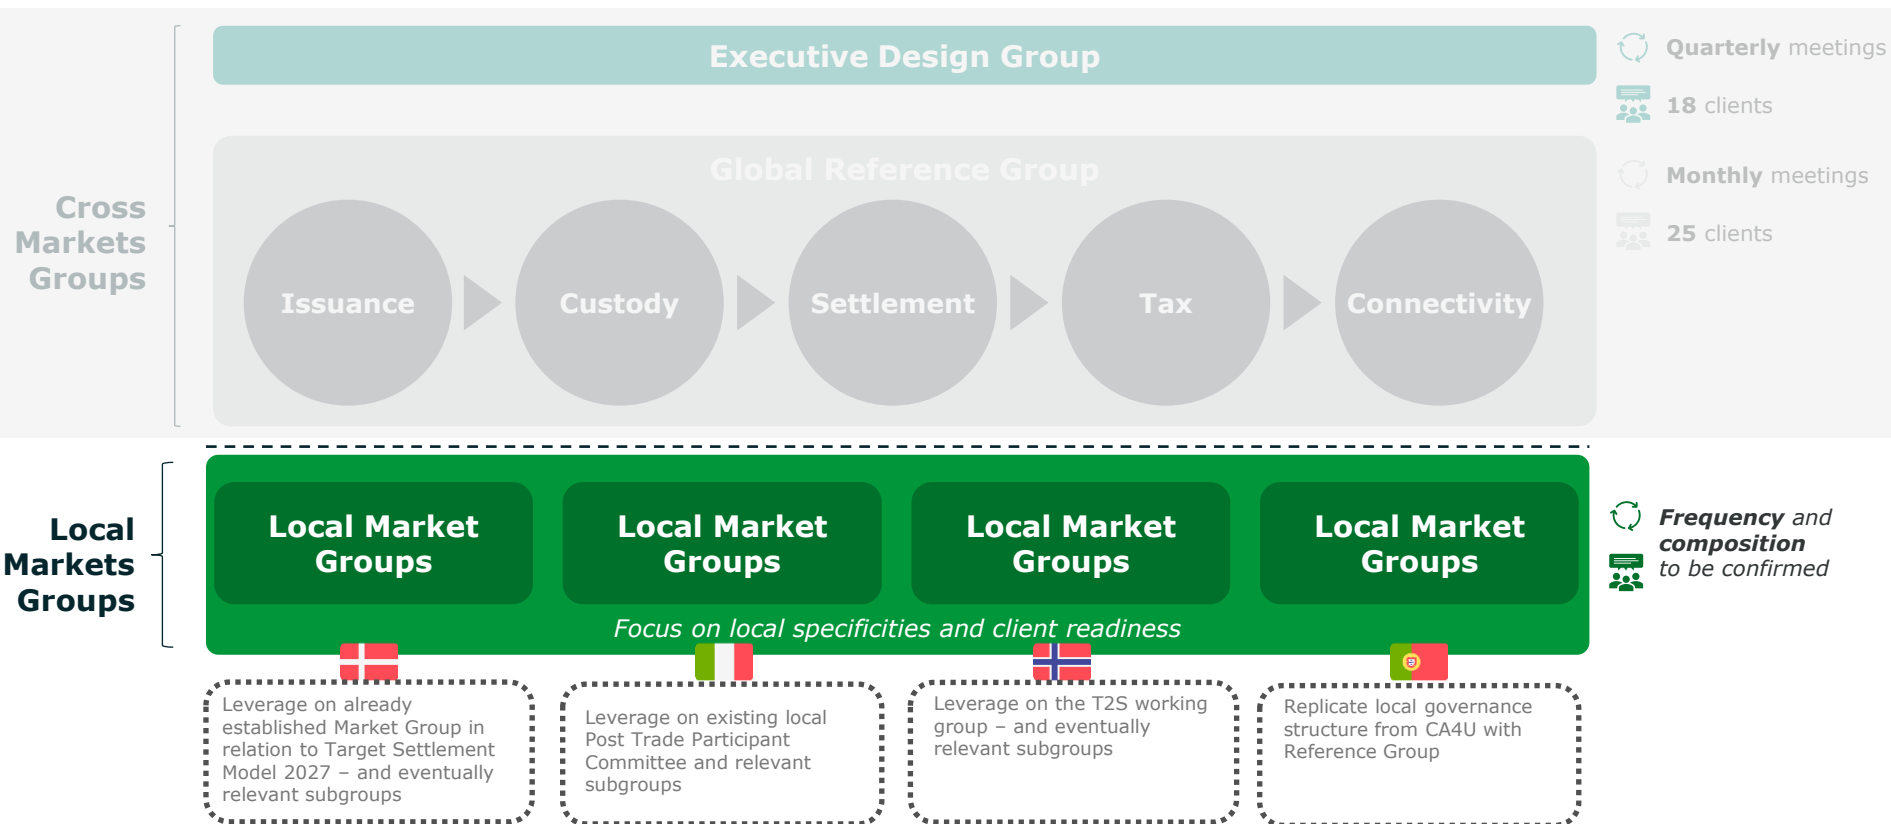 Executive Design Group
Quarterly meetings
18 clients
Cross
Markets
Groups
Global Reference Group
Monthly meetings
25 clients
Issuance
Custody
Settlement
Tax
Connectivity
Local
Markets
Groups
Local Market
Groups
Local Market
Groups
Local Market
Groups
Local Market
Groups
Focus on local specificities and client readiness
Frequency and
composition
to be confirmed
Leverage on already
established Market Group in
relation to Target Settlement
Model 2027 – and eventually
relevant subgroups
Leverage on existing local
Post Trade Participant
Committee and relevant
subgroups
Leverage on the T2S working
group – and eventually
relevant subgroups
Replicate local governance
structure from CA4U with
Reference Group